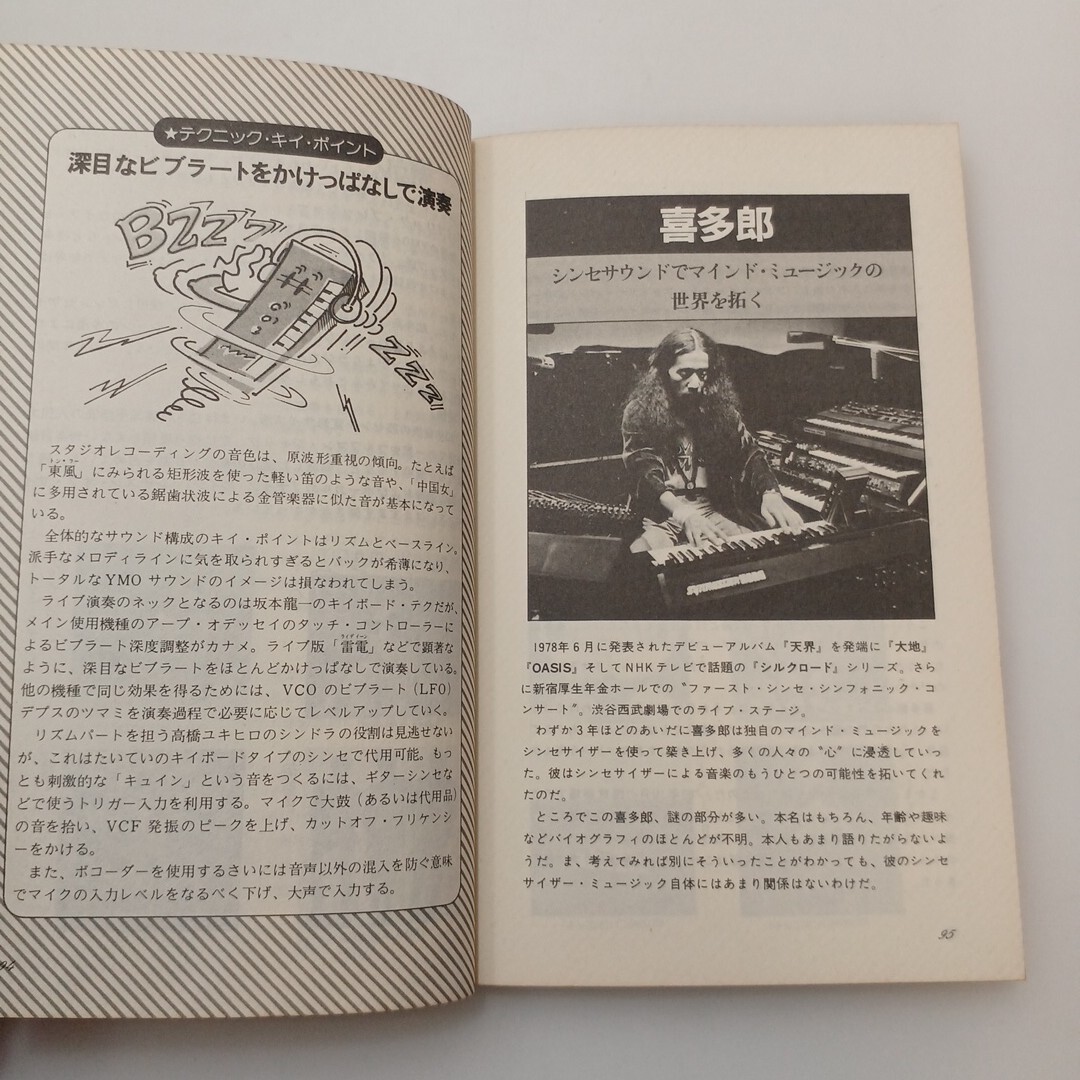 ★テクニック・キイ・ポイント
深目なビブラートをかけっぱなしで演奏
BZZZ
ZZZ
スタジオレコーディングの音色は、原波形重視の傾向。たとえば
「東風」にみられる矩形波を使った軽い笛のような音や、「中国女」
に多用されている鋸歯状波による金管楽器に似た音が基本になって
いる。
全体的なサウンド構成のキイ・ポイントはリズムとベースライン。
派手なメロディラインに気を取られすぎるとバックが希薄になり、
トータルなYMOサウンドのイメージは損なわれてしまう。
ライブ演奏のネックとなるのは坂本龍一のキイボード・テクだが、
メイン使用機種のアープ・オデッセイのタッチ・コントローラーに
よるビブラート深度調整がカナメ。ライブ版「雷電」などで顕著な
ように、深目なビブラートをほとんどかけっぱなしで演奏している。
他の機種で同じ効果を得るためには、VCOのビブラート(LFO)
デプスのツマミを演奏過程で必要に応じてレベルアップしていく。
リズムパートを担う高橋ユキヒロのシンドラの役割は見逃せない
が、これはたいていのキイボードタイプのシンセで代用可能。もっ
とも刺激的な「キュイン」という音をつくるには、ギターシンセな
どで使うトリガー入力を利用する。マイクで大鼓(あるいは代用品)
の音を拾い、VCF発振のピークを上げ、カットオフ・フリケンシ
ーをかける。
また、ボコーダーを使用するさいには音声以外の混入を防ぐ意味
でマイクの入力レベルをなるべく下げ、大声で入力する。
喜多郎
シンセサウンドでマインド・ミュージックの
世界を拓く
1978年6月に発表されたデビューアルバム『天界』を発端に『大地』
『OASIS』そしてNHKテレビで話題の『シルクロード』シリーズ。さら
に新宿厚生年金ホールでの〝ファースト・シンセ・シンフォニック・コ
ンサート〟。渋谷西武劇場でのライブ・ステージ。
わずか3年ほどのあいだに喜多郎は独自のマインド・ミュージックを
シンセサイザーを使って築き上げ、多くの人々の〝心〟に浸透していっ
た。彼はシンセサイザーによる音楽のもうひとつの可能性を拓いてくれ
たのだ。
ところでこの喜多郎、謎の部分が多い。本名はもちろん、年齢や趣味
などバイオグラフィのほとんどが不明。本人もあまり語りたがらないよ
うだ。ま、考えてみれば別にそういったことがわかっても、彼のシンセ
サイザー・ミュージック自体にはあまり関係はないわけだ。
95